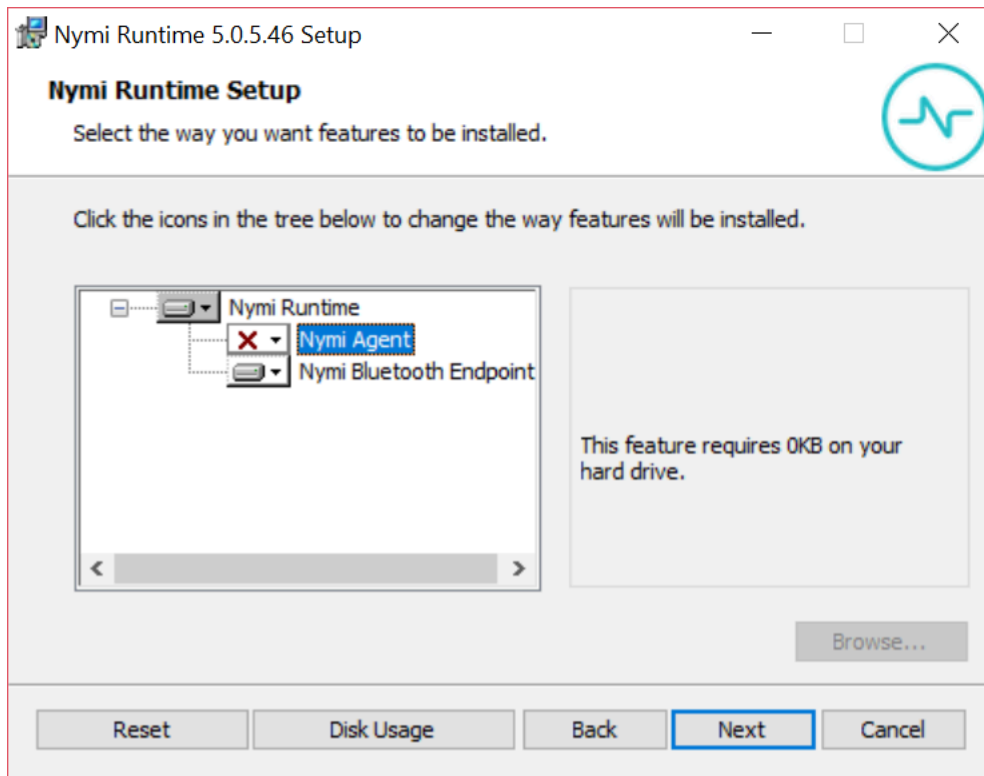 Nymi Runtime 5.0.5.46 Setup
Nymi Runtime Setup
Select the way you want features to be installed.
Click the icons in the tree below to change the way features will be installed.
Nymi Runtime
Nymi Agent
Nymi Bluetooth Endpoint
This feature requires 0KB on your
hard drive.
Browse...
Reset
Disk Usage
Back
Next
Cancel